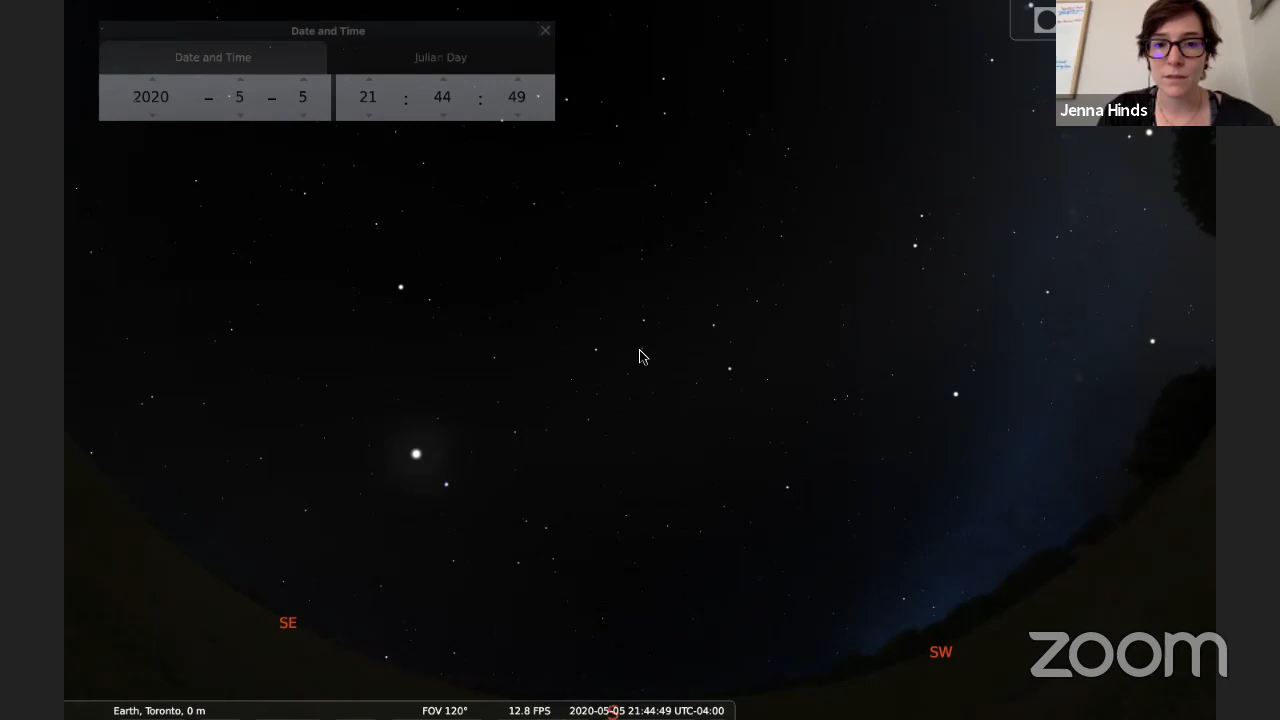 Date and Time
Date and Time
Julian Day
2020 – 5 – 5 21 : 44 : 49
Jenna Hinds
SE
SW
zoom
S
Earth, Toronto, 0 m FOV 120° 12.8 FPS 2020-05-05 21:44:49 UTC-04:00